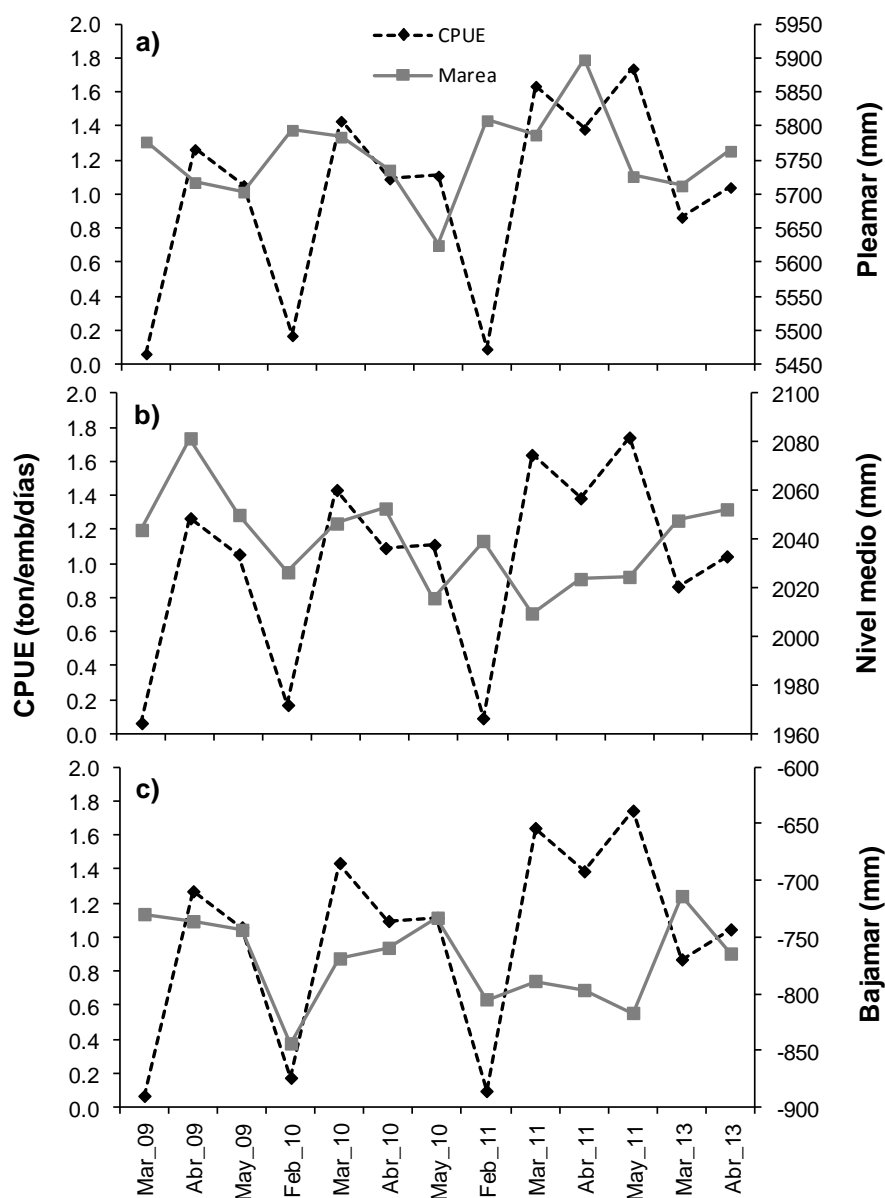 a)
CPUE
Marea
2.0
1.8
1.6
1.4
1.2
1.0
0.8
0.6
0.4
0.2
0.0
5950
5900
5850
5800
5750
5700
5650
5600
5550
5500
5450
Pleamar (mm)
b)
2.0
1.8
1.6
1.4
1.2
1.0
0.8
0.6
0.4
0.2
0.0
CPUE (ton/emb/días)
2100
2080
2060
2040
2020
2000
1980
1960
Nivel medio (mm)
c)
2.0
1.8
1.6
1.4
1.2
1.0
0.8
0.6
0.4
0.2
0.0
-600
-650
-700
-750
-800
-850
-900
Bajamar (mm)
Mar_09
Abr_09
May_09
Feb_10
Mar_10
Abr_10
May_10
Feb_11
Mar_11
Abr_11
May_11
Mar_13
Abr_13